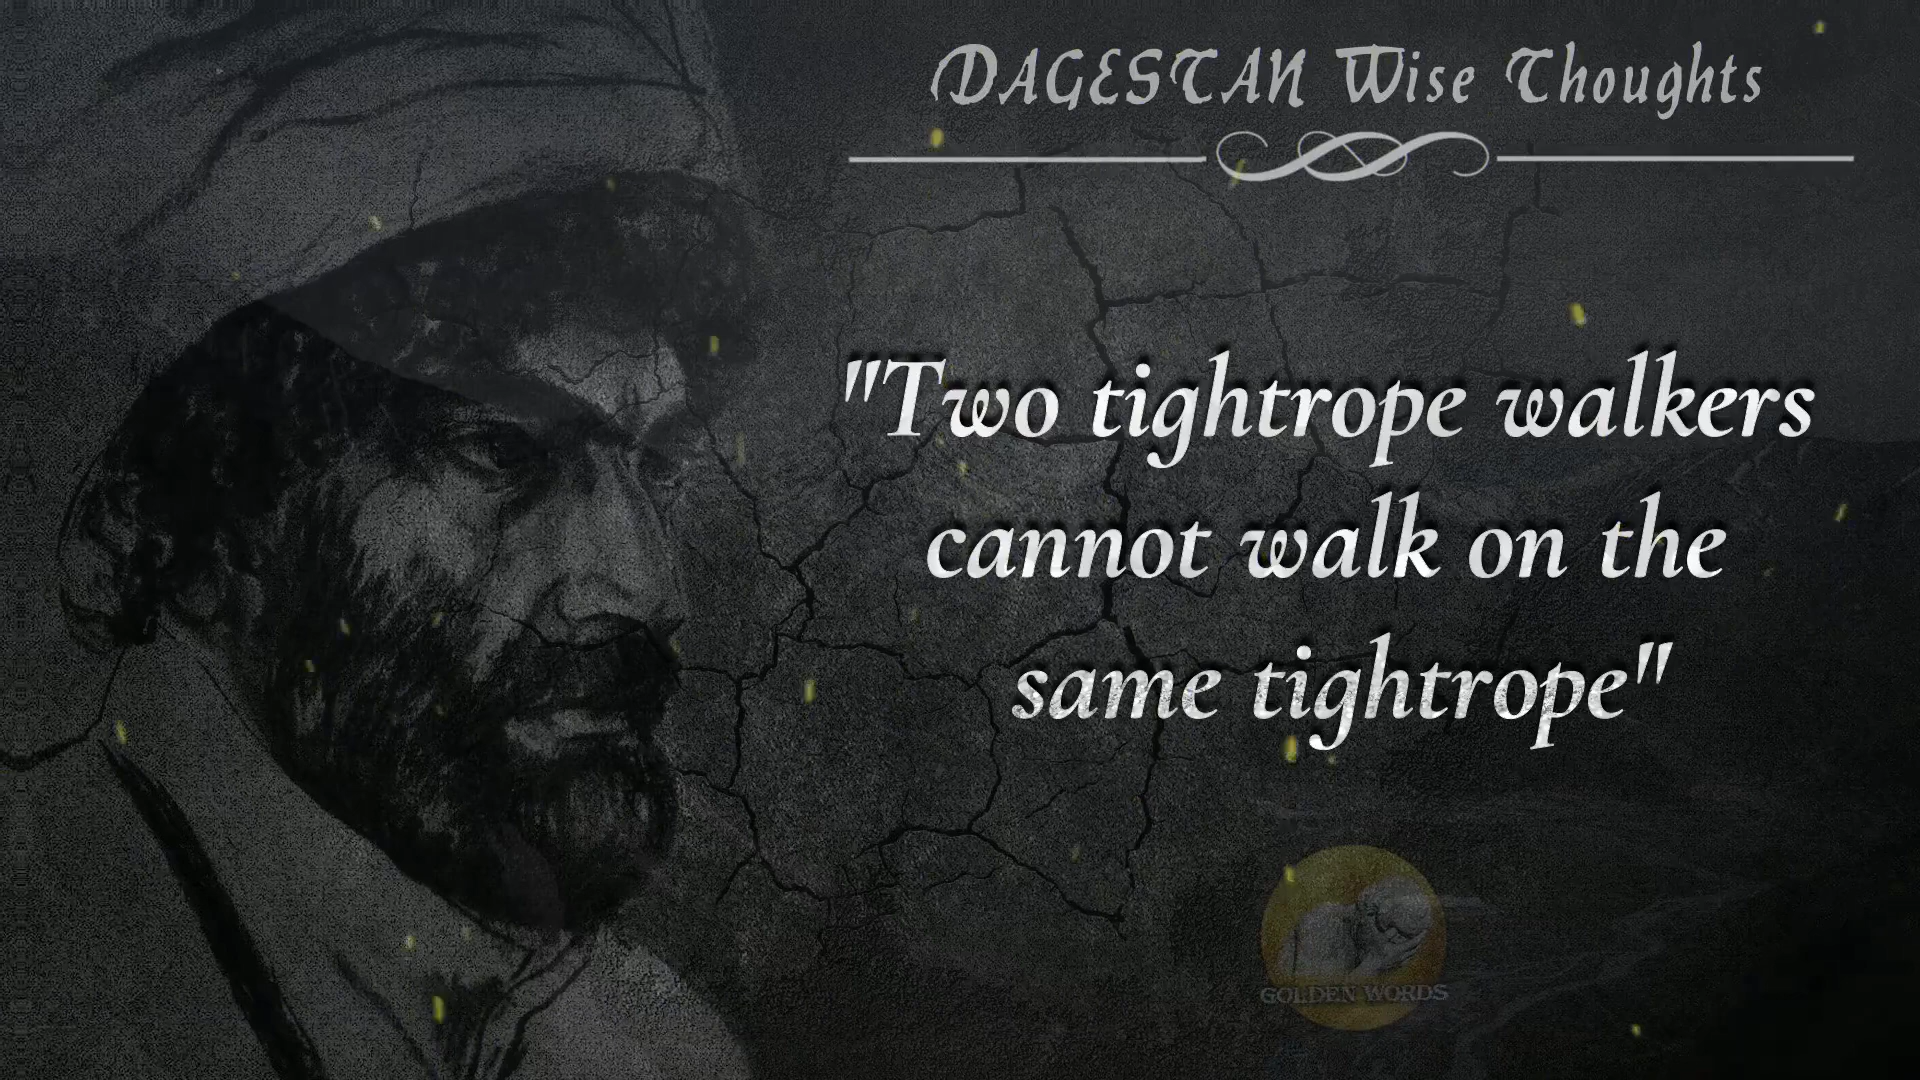 DAGESTAN Wise Thoughts
"Two tightrope walkers
cannot walk on the
same tightrope"
GOLDEN WORDS